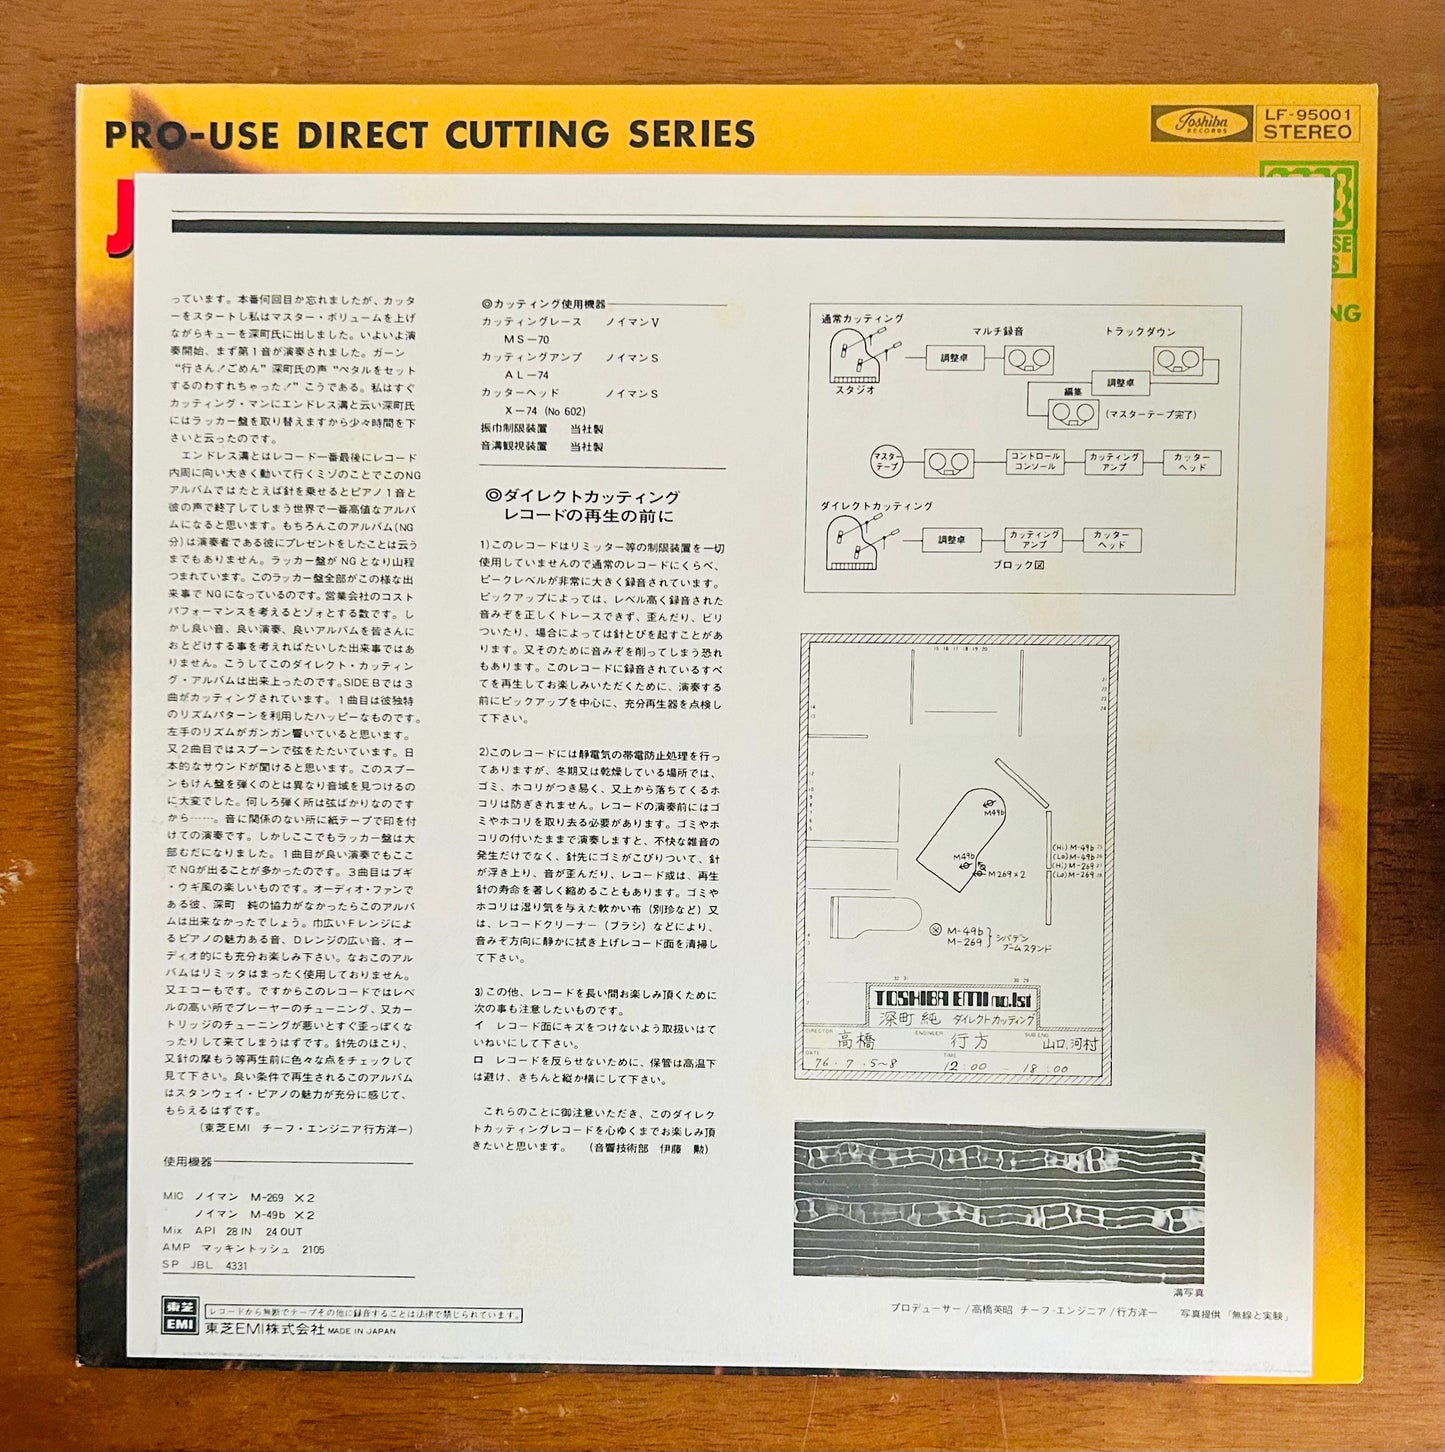 PRO-USE DIRECT CUTTING SERIES
Toshiba
RECORDS
LF-95001
STEREO
J
SE
S
NG
っています。本番何回目か忘れましたが、カッタ
ーをスタートし私はマスター・ボリュームを上げ
ながらキューを深町氏に出しました。いよいよ演
奏開始、まず第1音が演奏されました。ガーン
“行さん!ごめん”深町氏の声“ペタルをセット
するのわすれちゃった!”こうである。私はすぐ
カッティング・マンにエンドレス溝と云い深町氏
にはラッカー盤を取り替えますから少々時間を下
さいと云ったのです。
エンドレス溝とはレコード一番最後にレコード
内周に向い大きく動いて行くミゾのことでこのNG
アルバムではたとえば針を乗せるとピアノ1音と
彼の声で終了してしまう世界で一番高値なアルバ
ムになると思います。もちろんこのアルバム(NG
分)は演奏者である彼にプレゼントをしたことは云う
までもありません。ラッカー盤がNGとなり山程
つまれています。このラッカー盤全部がこの様な出
来事でNGになっているのです。営業会社のコスト
パフォーマンスを考えるとゾォとする数です。し
かし良い音、良い演奏、良いアルバムを皆さんに
おとどけする事を考えればたいした出来事ではあ
りません。こうしてこのダイレクト・カッティン
グ・アルバムは出来上ったのです。SIDE Bでは3
曲がカッティングされています。1曲目は彼独特
のリズムパターンを利用したハッピーなものです。
左手のリズムがガンガン響いていると思います。
又2曲目ではスプーンで弦をたたいています。日
本的なサウンドが聞けると思います。このスプー
ンもけん盤を弾くのとは異なり音域を見つけるの
に大変でした。何しろ弾く所は弦ばかりなのです
から……。音に関係のない所に紙テープで印を付
けての演奏です。しかしここでもラッカー盤は大
部むだになりました。1曲目が良い演奏でもここ
でNGが出ることが多かったのです。3曲目はブギ
・ウギ風の楽しいものです。オーディオ・ファンで
ある彼、深町 純の協力がなかったらこのアルバ
ムは出来なかったでしょう。巾広いFレンジによ
るピアノの魅力ある音、Dレンジの広い音、オー
ディオ的にも充分お楽しみ下さい。なおこのアル
バムはリミッタはまったく使用しておりません。
又エコーもです。ですからこのレコードではレベ
ルの高い所でプレーヤーのチューニング、又カー
トリッジのチューニングが悪いとすぐ歪っぽくな
ったりして来てしまうはずです。針先のほこり、
又針の摩もう等再生前に色々な点をチェックして
見て下さい。良い条件で再生されるこのアルバム
はスタンウェイ・ピアノの魅力が充分に感じて、
もらえるはずです。
(東芝EMI チーフ・エンジニア行方洋一)
使用機器
MIC ノイマン M-269 ×2
ノイマン M-49b ×2
Mix API 28 IN 24 OUT
AMP マッキントッシュ 2105
SP JBL 4331
東芝
EMI
レコードから無断でテープその他に録音することは法律で禁じられています。
東芝EMI株式会社 MADE IN JAPAN
◎カッティング使用機器
カッティングレース ノイマンV
MS-70
カッティングアンプ ノイマンS
AL-74
カッターヘッド ノイマンS
X-74 (No 602)
振巾制限装置 当社製
音溝観視装置 当社製
◎ダイレクトカッティング
レコードの再生の前に
1)このレコードはリミッター等の制限装置を一切
使用していませんので通常のレコードにくらべ、
ピークレベルが非常に大きく録音されています。
ピックアップによっては、レベル高く録音された
音みぞを正しくトレースできず、歪んだり、ビリ
ついたり、場合によっては針とびを起すことがあ
ります。又そのために音みぞを削ってしまう恐れ
もあります。このレコードに録音されているすべ
てを再生してお楽しみいただくために、演奏する
前にピックアップを中心に、充分再生器を点検し
て下さい。
2)このレコードには静電気の帯電防止処理を行っ
てありますが、冬期又は乾燥している場所では、
ゴミ、ホコリがつき易く、又上から落ちてくるホ
コリは防ぎきれません。レコードの演奏前にはゴ
ミやホコリを取り去る必要があります。ゴミやホ
コリの付いたままで演奏しますと、不快な雑音の
発生だけでなく、針先にゴミがこびりついて、針
が浮き上り、音が歪んだり、レコード或は、再生
針の寿命を著しく縮めることもあります。ゴミや
ホコリは湿り気を与えた軟かい布(別珍など)又
は、レコードクリーナー(ブラシ)などにより、
音みぞ方向に静かに拭き上げレコード面を清掃し
て下さい。
3)この他、レコードを長い間お楽しみ頂くために
次の事も注意したいものです。
イ レコード面にキズをつけないよう取扱いはて
いねいにして下さい。
ロ レコードを反らせないために、保管は高温下
は避け、きちんと縦か横にして下さい。
これらのことに御注意いただき、このダイレク
トカッティングレコードを心ゆくまでお楽しみ頂
きたいと思います。 (音響技術部 伊藤 勲)
通常カッティング
マルチ録音
トラックダウン
調整卓
スタジオ
調整卓
編集
(マスターテープ完了)
マスター
テープ
コントロール
コンソール
カッティング
アンプ
カッター
ヘッド
ダイレクトカッティング
調整卓
カッティング
アンプ
カッター
ヘッド
ブロック図
15 16 17 18 19 20
21
22
23
24
14
13
M49b
M49b
M269×2
(Hi) M-49b 25
(Lo) M-49b 26
(Hi) M-269 27
(Lo) M-269 28
M-49b
M-269
シバデン
ブームスタンド
32 31
30 29
TOSHIBA EMI no.1st
深町 純 ダイレクトカッティング
DIRECTOR 高橋
ENGINEER 行方
SUB ENG 山口、河村
DATE 76.7.5~8
TIME 12:00 — 18:00
溝写真
プロデューサー/高橋英昭 チーフ・エンジニア/行方洋一 写真提供「無線と実験」